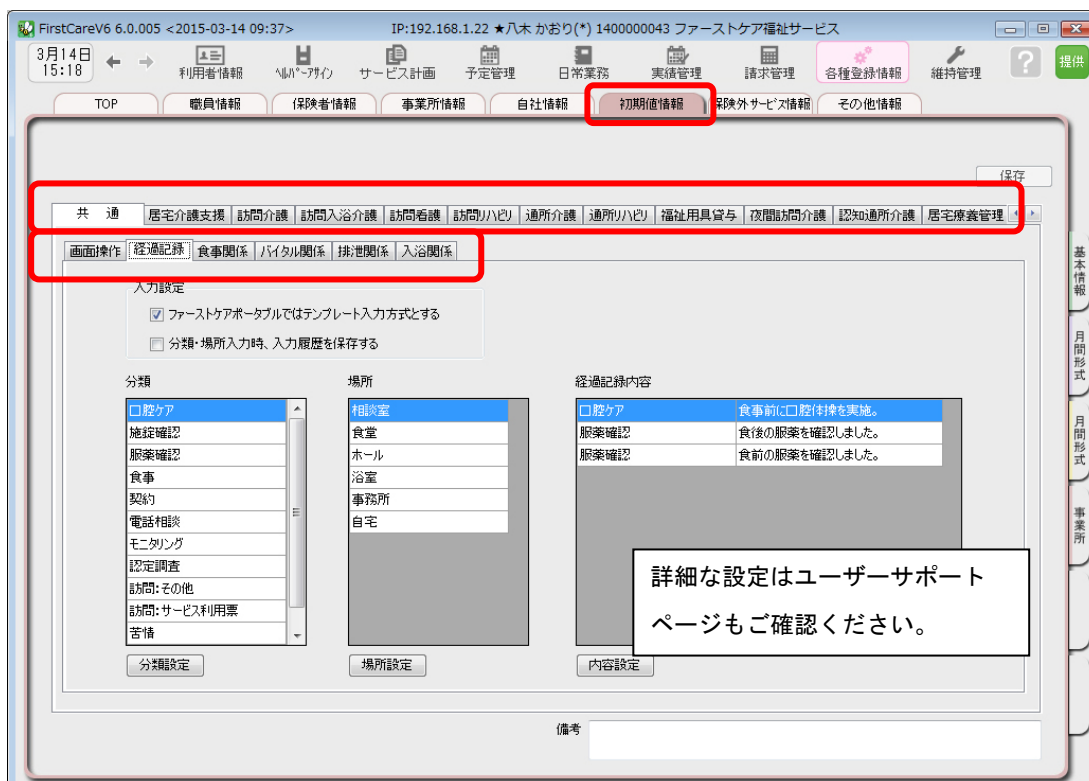 FirstCareV6 6.0.005 <2015-03-14 09:37> IP:192.168.1.22 ★八木 かおり(*) 1400000043 ファーストケア福祉サービス
3月14日
15:18
利用者情報 ﾍﾙﾊﾟｰｱｻｲﾝ サービス計画 予定管理 日常業務 実績管理 請求管理 各種登録情報 維持管理 ? 提供
TOP 職員情報 保険者情報 事業所情報 自社情報 初期値情報 保険外ｻｰﾋﾞｽ情報 その他情報
保存
共 通 居宅介護支援 訪問介護 訪問入浴介護 訪問看護 訪問リハビリ 通所介護 通所リハビリ 福祉用具貸与 夜間訪問介護 認知通所介護 居宅療養管理
画面操作 経過記録 食事関係 バイタル関係 排泄関係 入浴関係
入力設定
ファーストケアポータブルではテンプレート入力方式とする
分類・場所入力時、入力履歴を保存する
分類 場所 経過記録内容
口腔ケア 相談室 口腔ケア 食事前に口腔体操を実施。
施錠確認 食堂 服薬確認 食後の服薬を確認しました。
服薬確認 ホール 服薬確認 食前の服薬を確認しました。
食事 浴室
契約 事務所
電話相談 自宅
モニタリング
認定調査
訪問:その他
訪問:サービス利用票
苦情
詳細な設定はユーザーサポート
ページもご確認ください。
分類設定 場所設定 内容設定
備考
基本情報
月間形式
月間形式
事業所